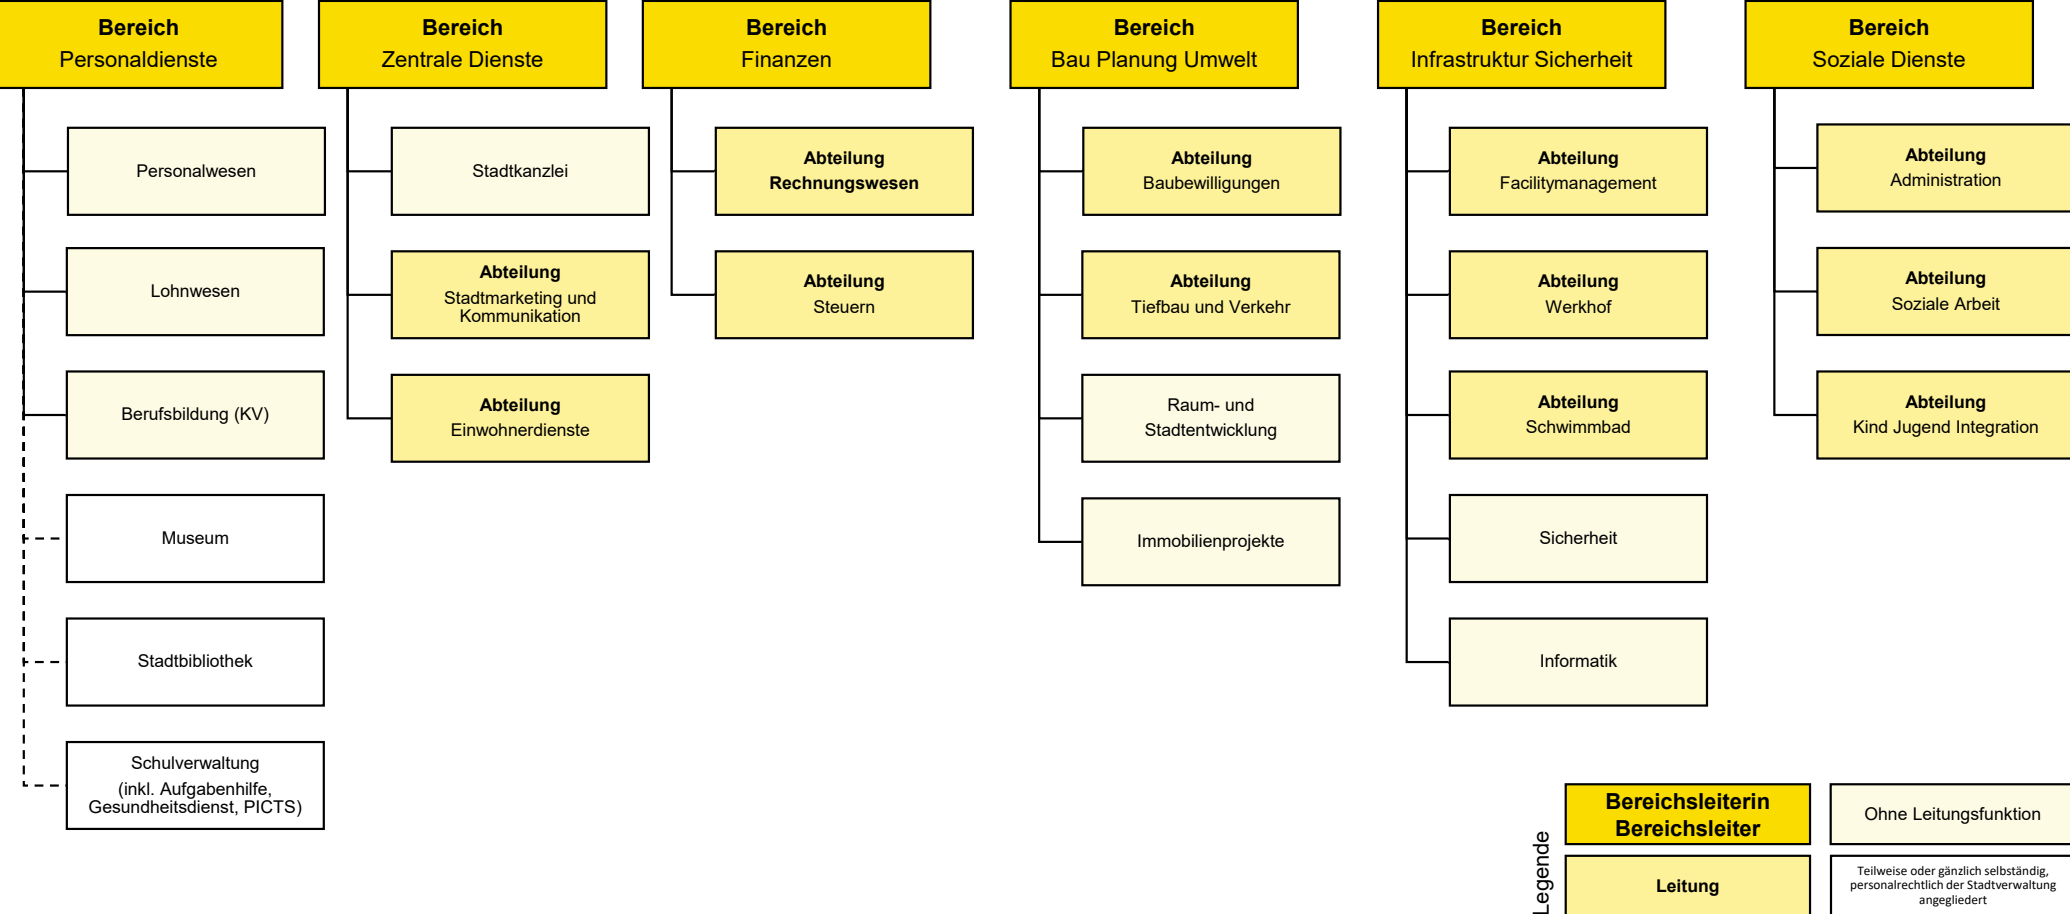 Bereich
Personaldienste
Personalwesen
Lohnwesen
Berufsbildung (KV)
Museum
Stadtbibliothek
Schulverwaltung
(inkl. Aufgabenhilfe,
Gesundheitsdienst, PICTS)
Bereich
Zentrale Dienste
Stadtkanzlei
Abteilung
Stadtmarketing und
Kommunikation
Abteilung
Einwohnerdienste
Bereich
Finanzen
Abteilung
Rechnungswesen
Abteilung
Steuern
Bereich
Bau Planung Umwelt
Abteilung
Baubewilligungen
Abteilung
Tiefbau und Verkehr
Raum- und
Stadtentwicklung
Immobilienprojekte
Bereich
Infrastruktur Sicherheit
Abteilung
Facilitymanagement
Abteilung
Werkhof
Abteilung
Schwimmbad
Sicherheit
Informatik
Bereich
Soziale Dienste
Abteilung
Administration
Abteilung
Soziale Arbeit
Abteilung
Kind Jugend Integration
Legende
Bereichsleiterin
Bereichsleiter
Leitung
Ohne Leitungsfunktion
Teilweise oder gänzlich selbständig,
personalrechtlich der Stadtverwaltung
angegliedert